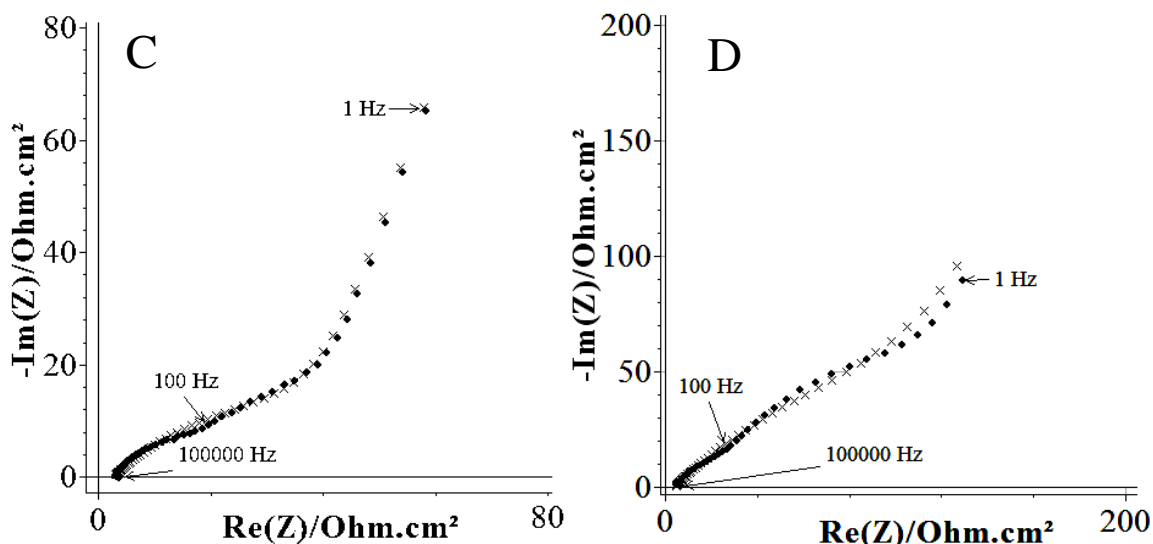 C
80
60
40
20
0
-Im(Z)/Ohm.cm²
1 Hz
100 Hz
100000 Hz
0
80
Re(Z)/Ohm.cm²
D
200
150
100
50
0
-Im(Z)/Ohm.cm²
1 Hz
100 Hz
100000 Hz
0
200
Re(Z)/Ohm.cm²